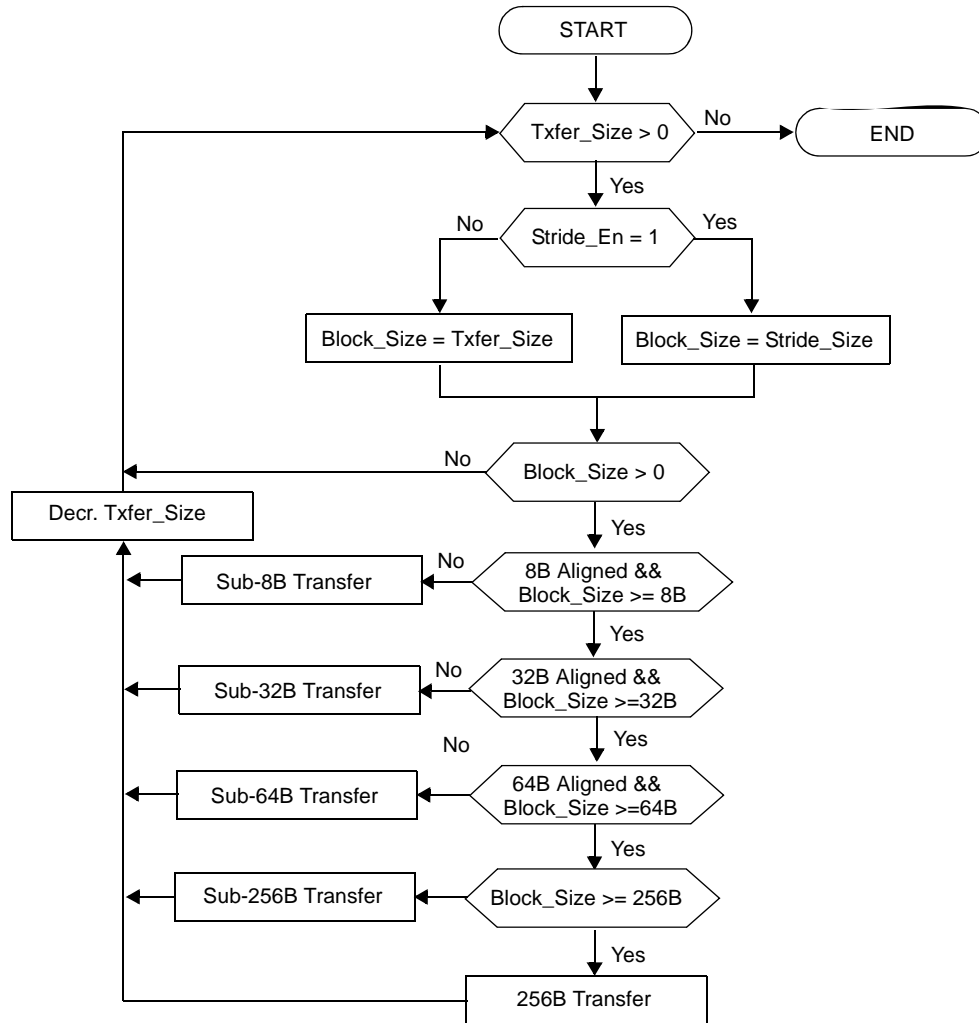 START
Txfer_Size > 0
No
END
Yes
No
Stride_En = 1
Yes
Block_Size = Txfer_Size
Block_Size = Stride_Size
No
Block_Size > 0
Decr. Txfer_Size
Yes
Sub-8B Transfer
No
8B Aligned &&
Block_Size >= 8B
Yes
Sub-32B Transfer
No
32B Aligned &&
Block_Size >=32B
Yes
No
Sub-64B Transfer
64B Aligned &&
Block_Size >=64B
Yes
Sub-256B Transfer
Block_Size >= 256B
Yes
256B Transfer